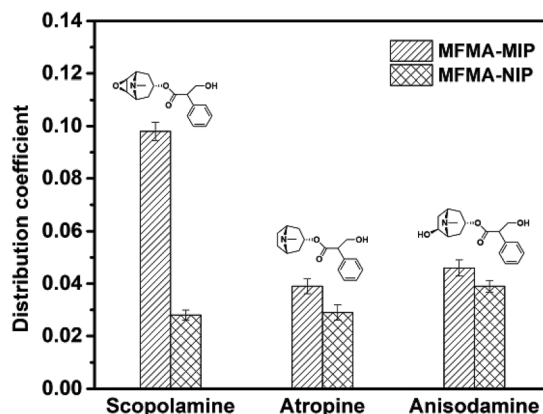 0.14
0.12
0.10
0.08
0.06
0.04
0.02
0.00
Distribution coefficient
MFMA-MIP
MFMA-NIP
O
N
O
O
OH
N
O
O
OH
HO
N
O
O
OH
Scopolamine Atropine Anisodamine